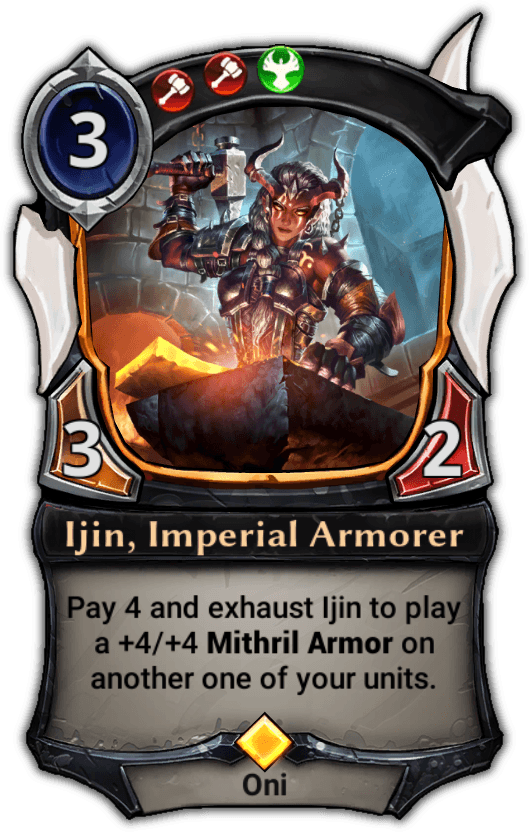 3
3
2
Ijin, Imperial Armorer
Pay 4 and exhaust Ijin to play
a +4/+4 Mithril Armor on
another one of your units.
Oni